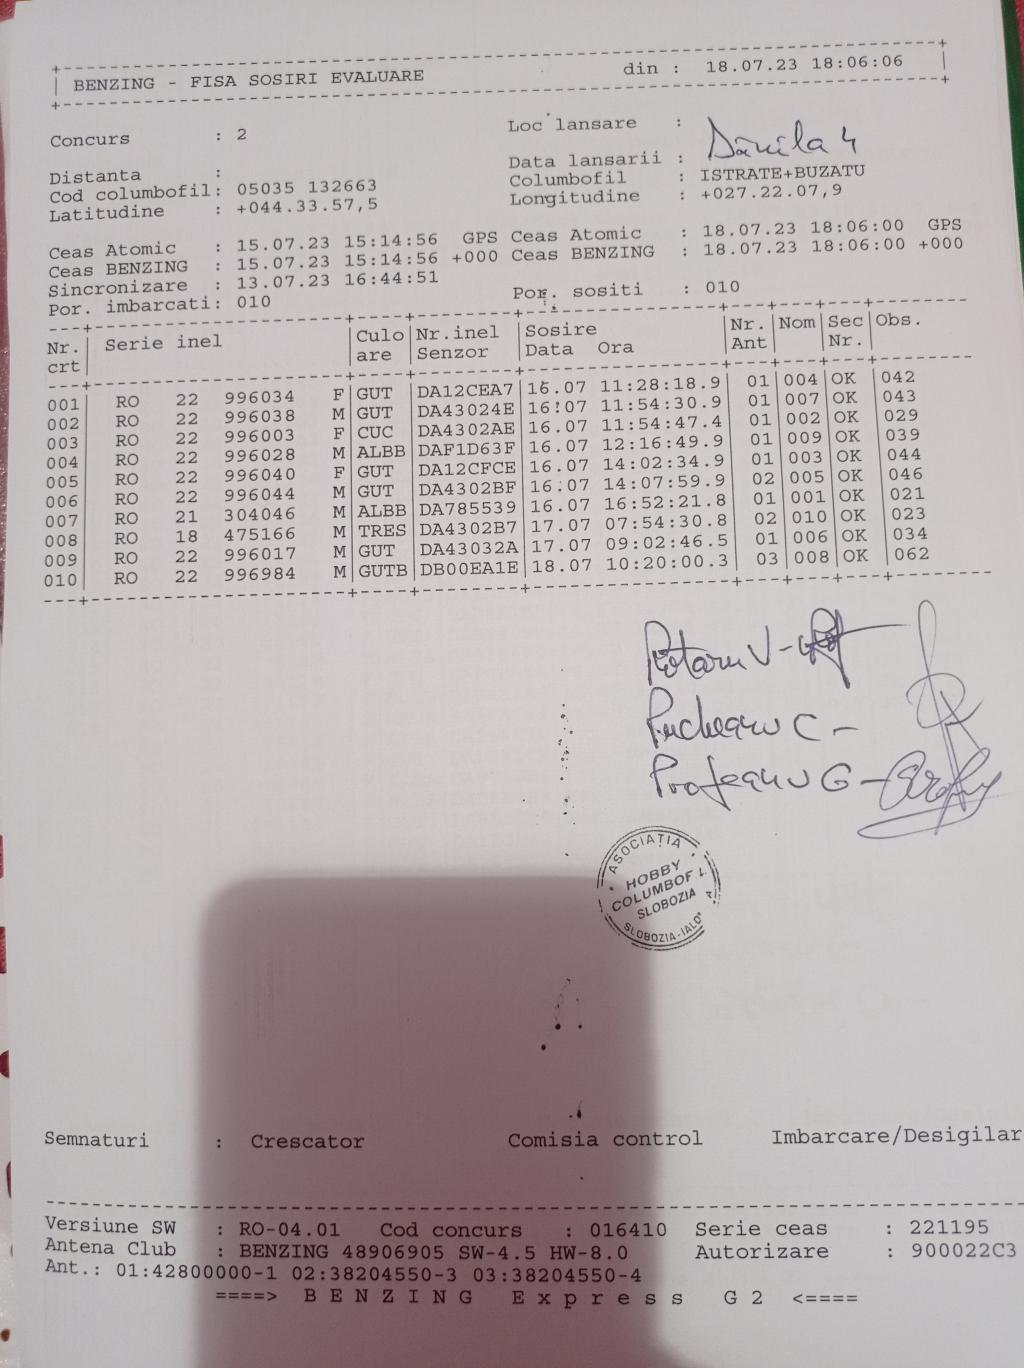 BENZING - FISA SOSIRI EVALUARE din : 18.07.23 18:06:06
Concurs : 2 Loc lansare : Dănila 4
Distanta : Data lansarii :
Cod columbofil: 05035 132663 Columbofil : ISTRATE+BUZATU
Latitudine : +044.33.57,5 Longitudine : +027.22.07,9
Ceas Atomic : 15.07.23 15:14:56 GPS Ceas Atomic : 18.07.23 18:06:00 GPS
Ceas BENZING : 15.07.23 15:14:56 +000 Ceas BENZING : 18.07.23 18:06:00 +000
Sincronizare : 13.07.23 16:44:51
Por. imbarcati: 010 Por. sositi : 010
Nr. crt | Serie inel | Culoare | Nr.inel Senzor | Sosire Data Ora | Nr. Ant | Nom | Sec Nr. | Obs.
001 | RO 22 996034 F | GUT | DA12CEA7 | 16.07 11:28:18.9 | 01 | 004 | OK | 042
002 | RO 22 996038 M | GUT | DA43024E | 16.07 11:54:30.9 | 01 | 007 | OK | 043
003 | RO 22 996003 F | CUC | DA4302AE | 16.07 11:54:47.4 | 01 | 002 | OK | 029
004 | RO 22 996028 M | ALBB | DAF1D63F | 16.07 12:16:49.9 | 01 | 009 | OK | 039
005 | RO 22 996040 F | GUT | DA12CFCE | 16.07 14:02:34.9 | 01 | 003 | OK | 044
006 | RO 22 996044 M | GUT | DA4302BF | 16.07 14:07:59.9 | 02 | 005 | OK | 046
007 | RO 21 304046 M | ALBB | DA785539 | 16.07 16:52:21.8 | 01 | 001 | OK | 021
008 | RO 18 475166 M | TRES | DA4302B7 | 17.07 07:54:30.8 | 02 | 010 | OK | 023
009 | RO 22 996017 M | GUT | DA43032A | 17.07 09:02:46.5 | 01 | 006 | OK | 034
010 | RO 22 996984 M | GUTB | DB00EA1E | 18.07 10:20:00.3 | 03 | 008 | OK | 062
Rotaru V -
Pucheanu C -
Profeanu G -
ASOCIAȚIA
HOBBY
COLUMBOF.
SLOBOZIA
SLOBOZIA-IALO
Semnaturi : Crescator Comisia control Imbarcare/Desigilar
Versiune SW : RO-04.01 Cod concurs : 016410 Serie ceas : 221195
Antena Club : BENZING 48906905 SW-4.5 HW-8.0 Autorizare : 900022C3
Ant.: 01:42800000-1 02:38204550-3 03:38204550-4
====> B E N Z I N G E x p r e s s G 2 <====